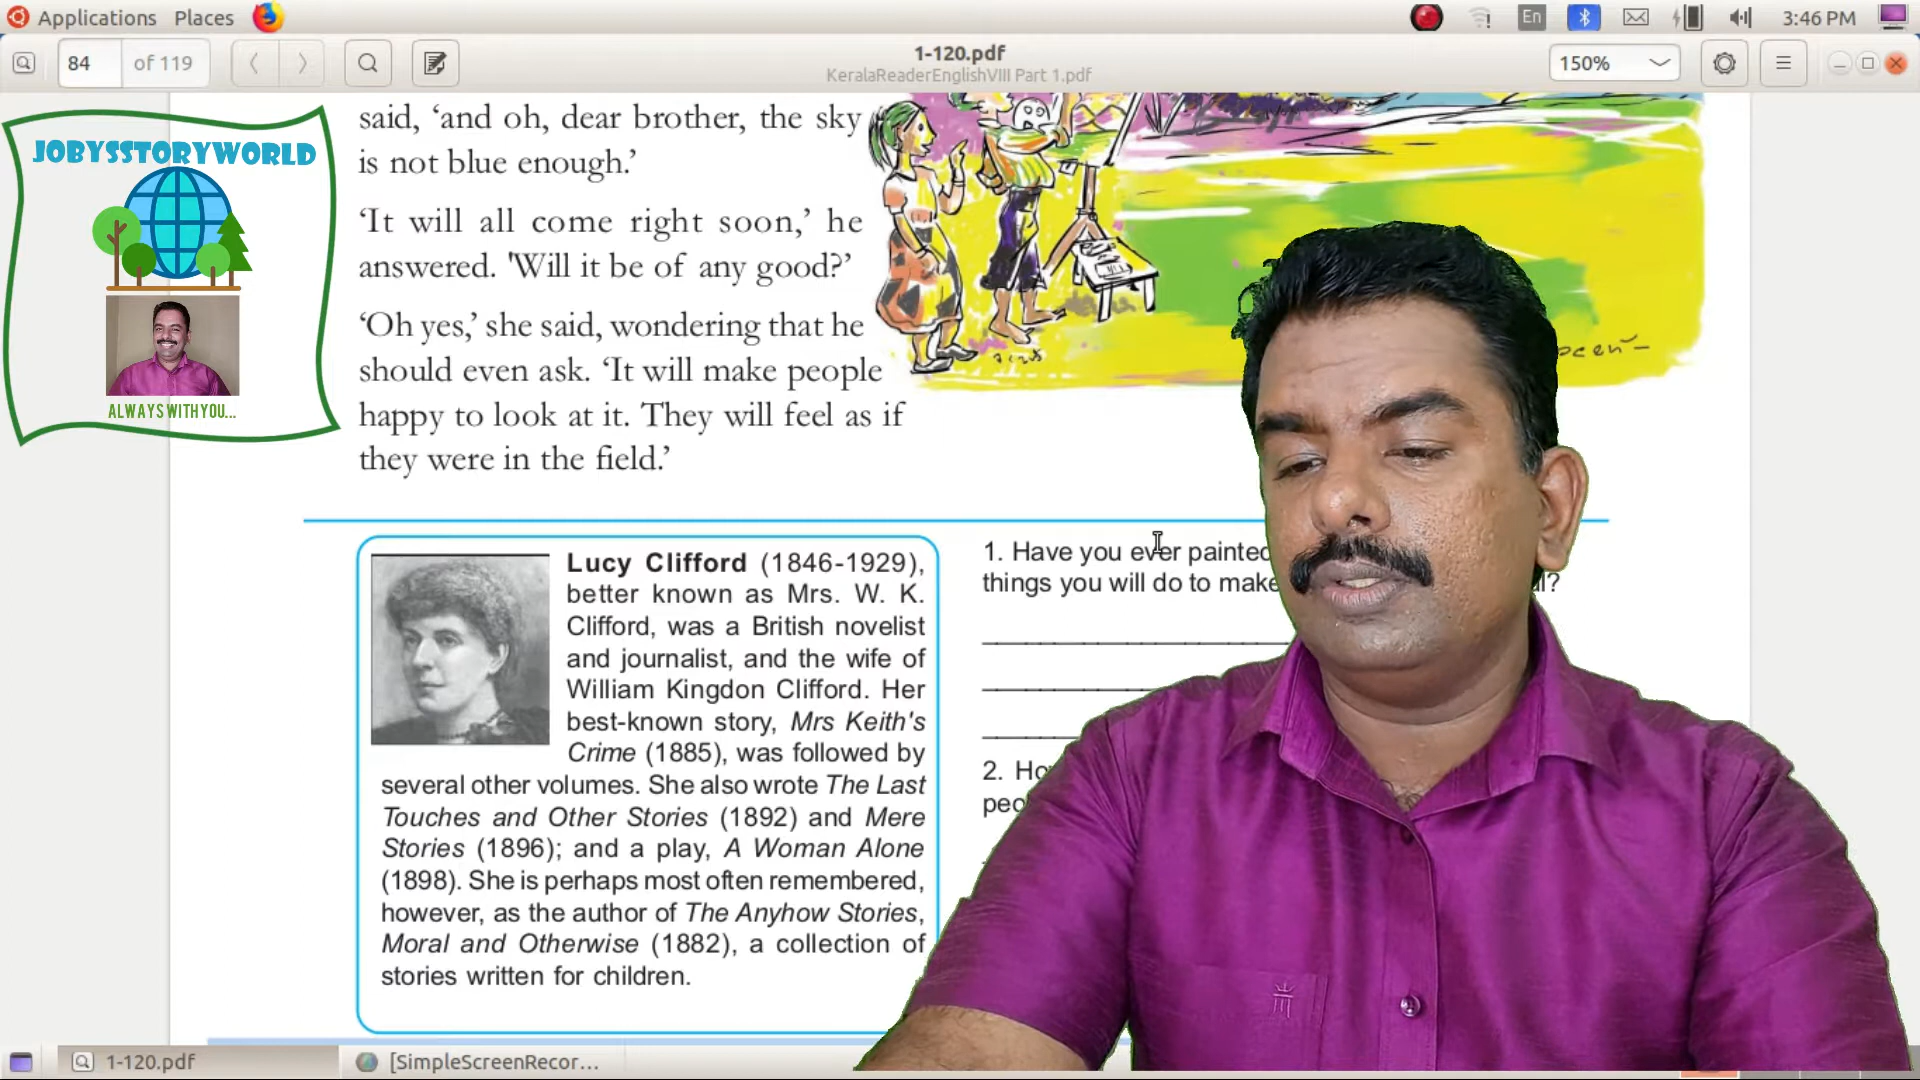 Applications Places
En
3:46 PM
84 of 119
1-120.pdf
KeralaReaderEnglishVIII Part 1.pdf
150%
JOBYSSTORYWORLD
ALWAYS WITH YOU...
said, ‘and oh, dear brother, the sky
is not blue enough.’
‘It will all come right soon,’ he
answered. 'Will it be of any good?’
‘Oh yes,’ she said, wondering that he
should even ask. ‘It will make people
happy to look at it. They will feel as if
they were in the field.’
Lucy Clifford (1846-1929),
better known as Mrs. W. K.
Clifford, was a British novelist
and journalist, and the wife of
William Kingdon Clifford. Her
best-known story, Mrs Keith's
Crime (1885), was followed by
several other volumes. She also wrote The Last
Touches and Other Stories (1892) and Mere
Stories (1896); and a play, A Woman Alone
(1898). She is perhaps most often remembered,
however, as the author of The Anyhow Stories,
Moral and Otherwise (1882), a collection of
stories written for children.
1. Have you ever painted
things you will do to make
2.
1-120.pdf
[SimpleScreenRecor...